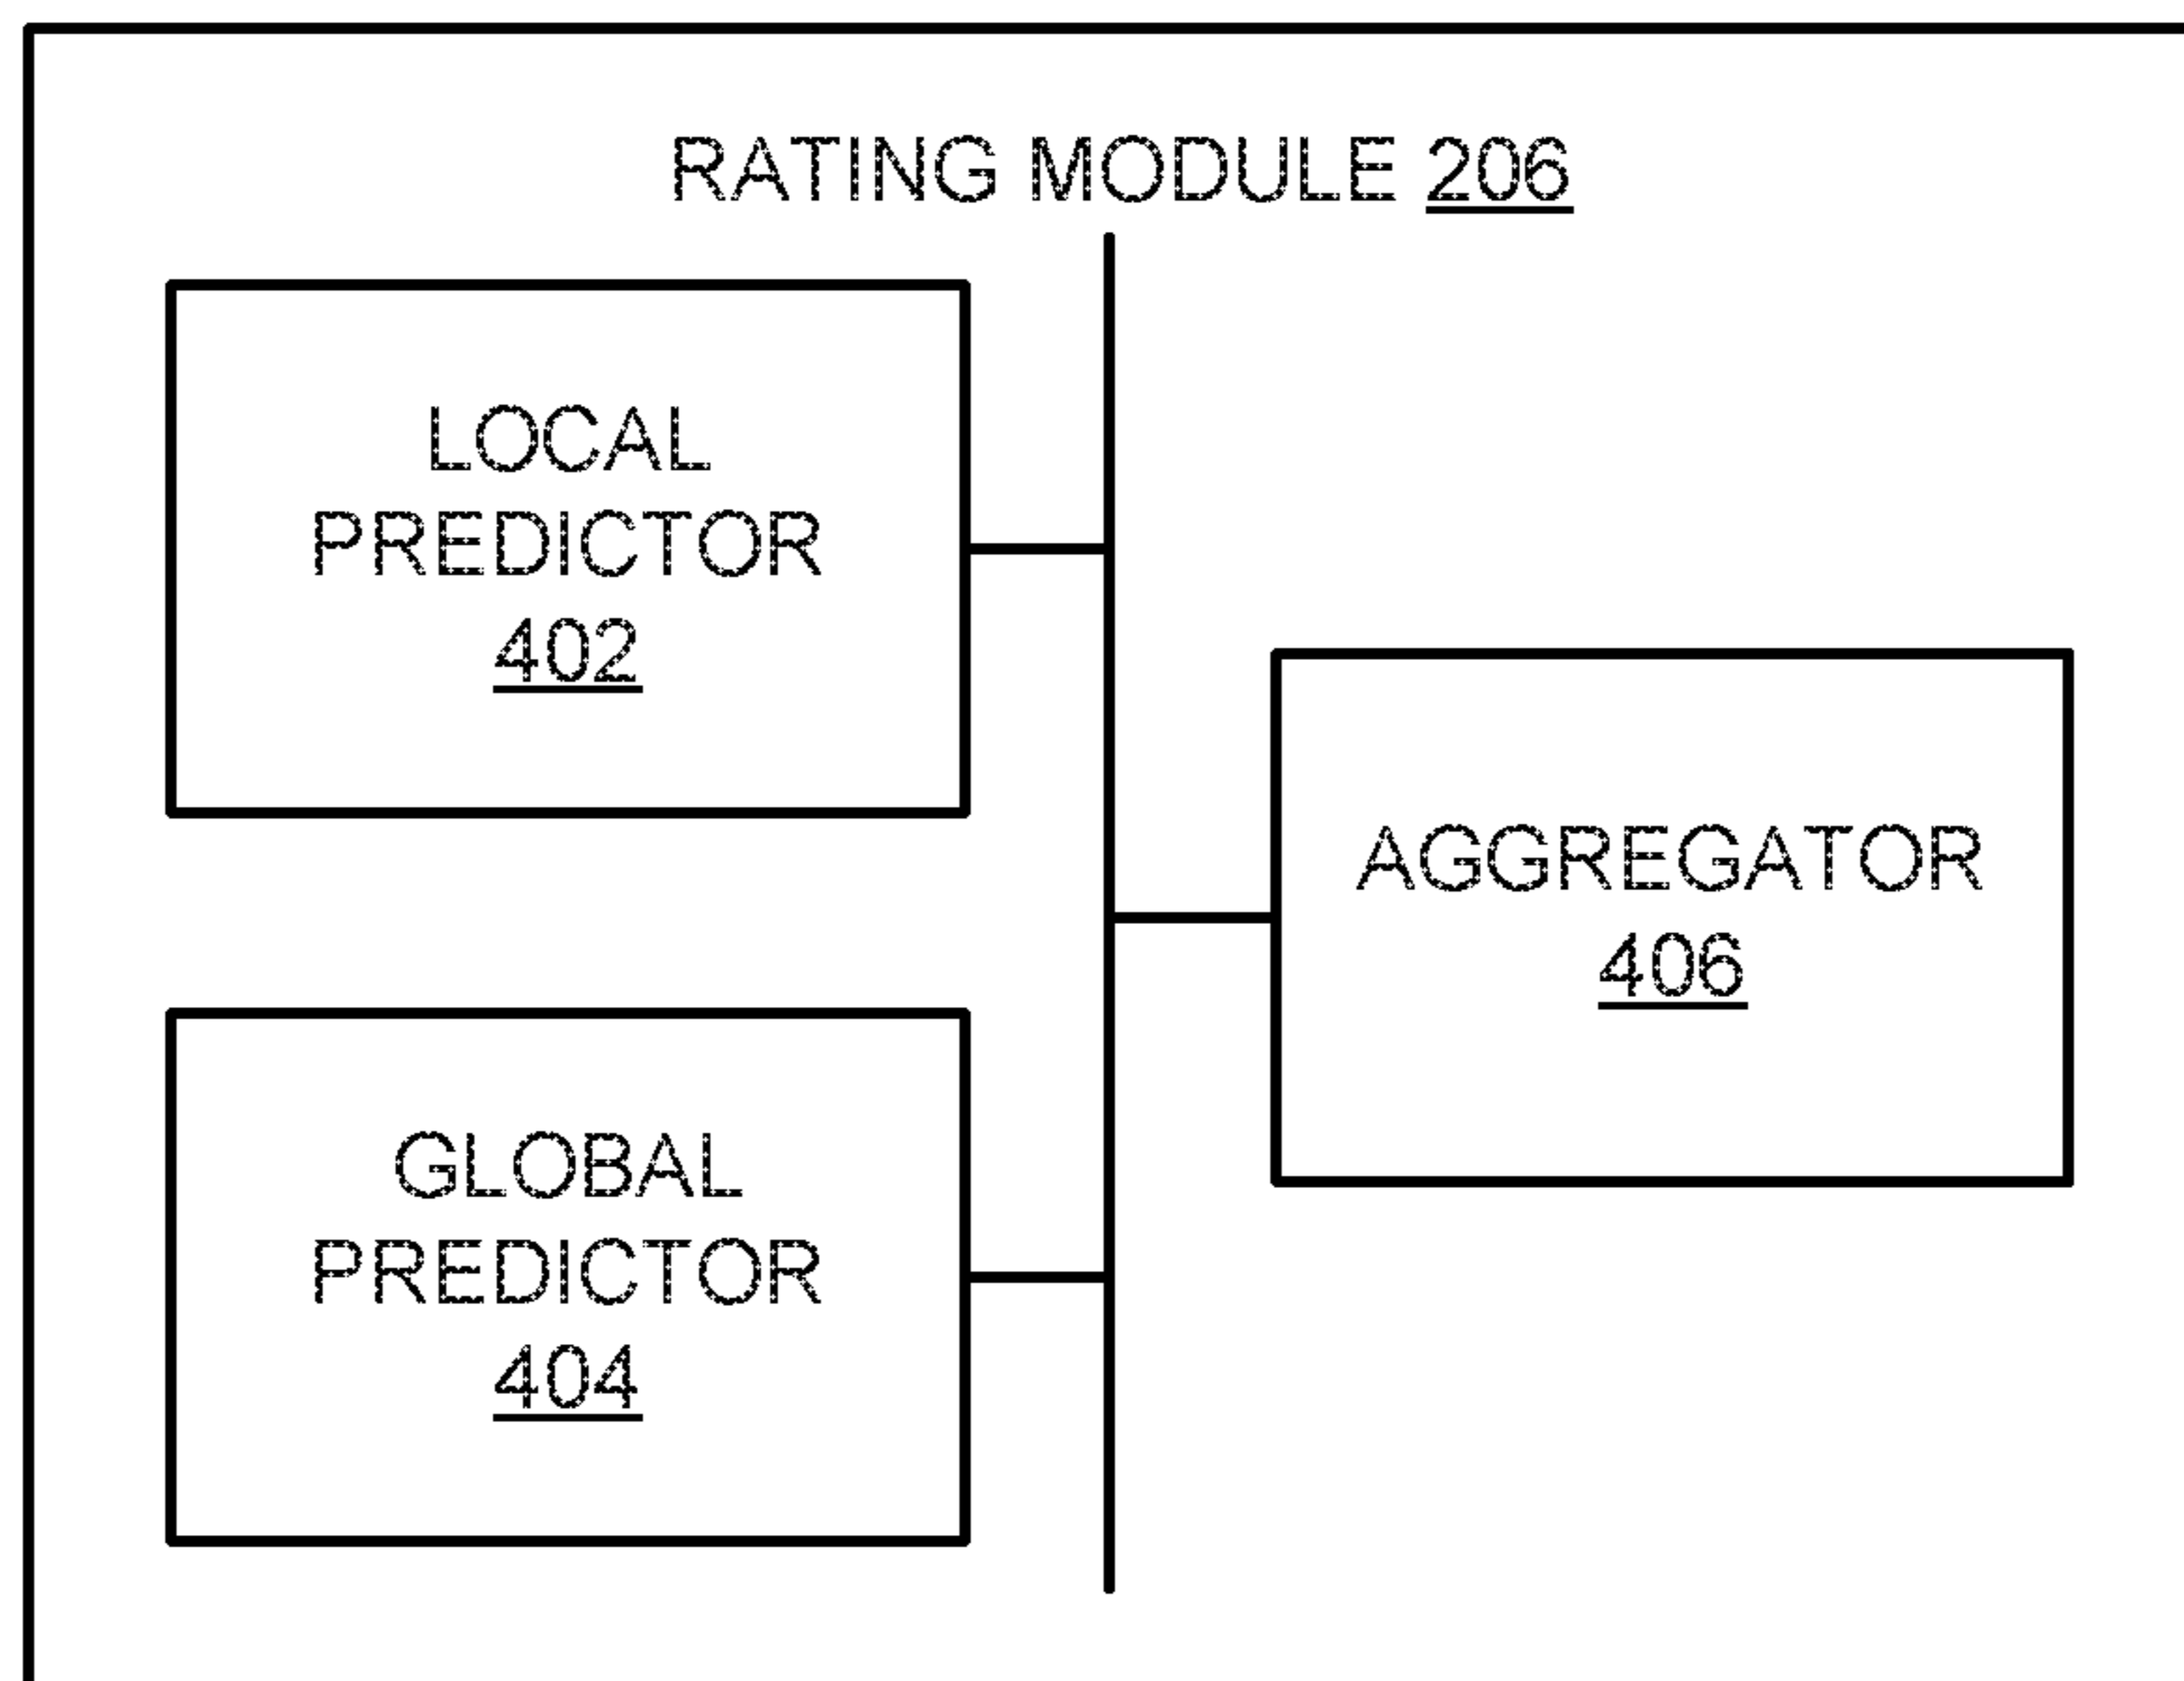 RATING MODULE 206
LOCAL
PREDICTOR
402
AGGREGATOR
406
GLOBAL
PREDICTOR
404